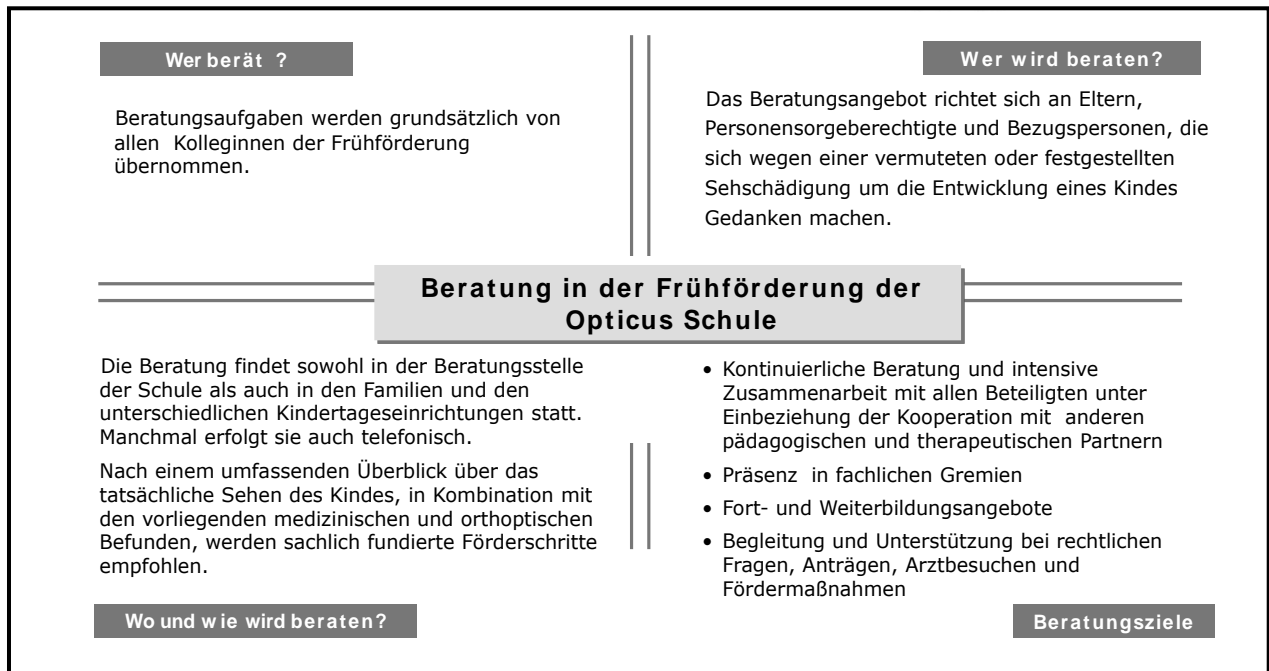 Wer berät ?
Beratungsaufgaben werden grundsätzlich von
allen Kolleginnen der Frühförderung
übernommen.
Wer wird beraten?
Das Beratungsangebot richtet sich an Eltern,
Personensorgeberechtigte und Bezugspersonen, die
sich wegen einer vermuteten oder festgestellten
Sehschädigung um die Entwicklung eines Kindes
Gedanken machen.
Beratung in der Frühförderung der
Opticus Schule
Die Beratung findet sowohl in der Beratungsstelle
der Schule als auch in den Familien und den
unterschiedlichen Kindertageseinrichtungen statt.
Manchmal erfolgt sie auch telefonisch.
Nach einem umfassenden Überblick über das
tatsächliche Sehen des Kindes, in Kombination mit
den vorliegenden medizinischen und orthoptischen
Befunden, werden sachlich fundierte Förderschritte
empfohlen.
Wo und wie wird beraten?
• Kontinuierliche Beratung und intensive
Zusammenarbeit mit allen Beteiligten unter
Einbeziehung der Kooperation mit anderen
pädagogischen und therapeutischen Partnern
• Präsenz in fachlichen Gremien
• Fort- und Weiterbildungsangebote
• Begleitung und Unterstützung bei rechtlichen
Fragen, Anträgen, Arztbesuchen und
Fördermaßnahmen
Beratungsziele